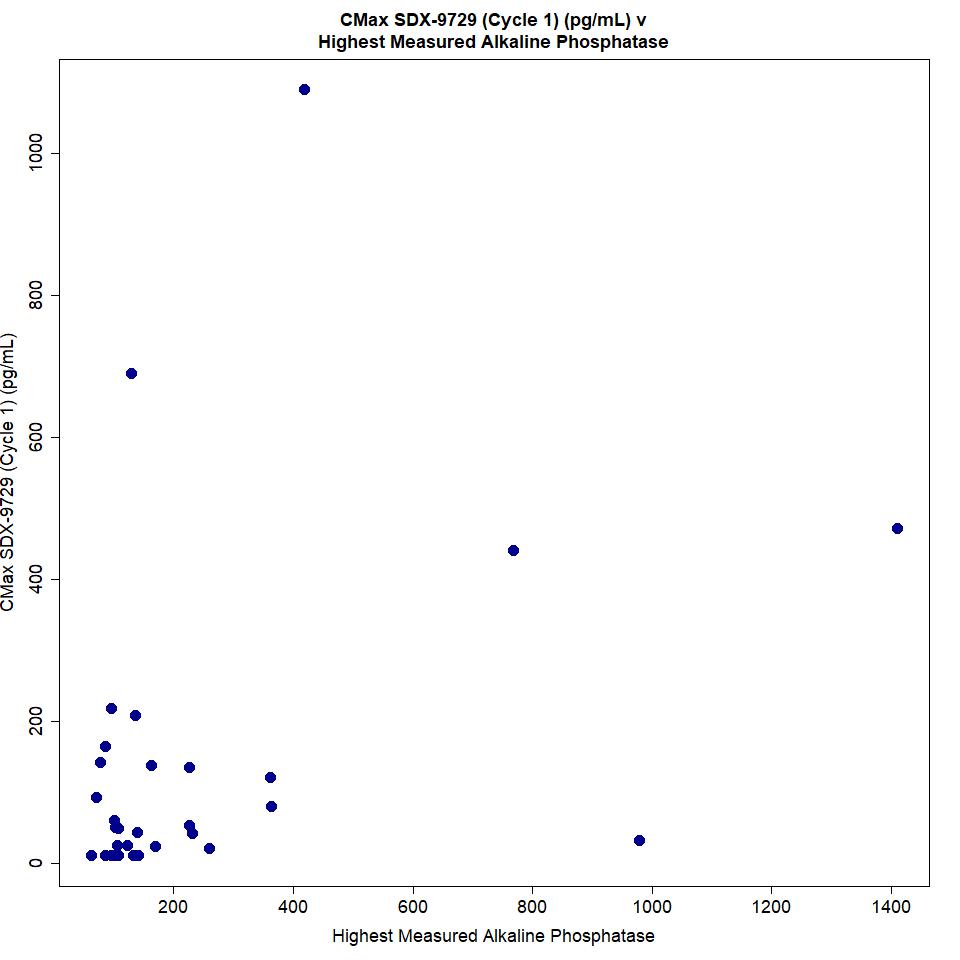 CMax SDX-9729 (Cycle 1) (pg/mL) v
Highest Measured Alkaline Phosphatase
CMax SDX-9729 (Cycle 1) (pg/mL)
1000
800
600
400
200
0
200 400 600 800 1000 1200 1400
Highest Measured Alkaline Phosphatase